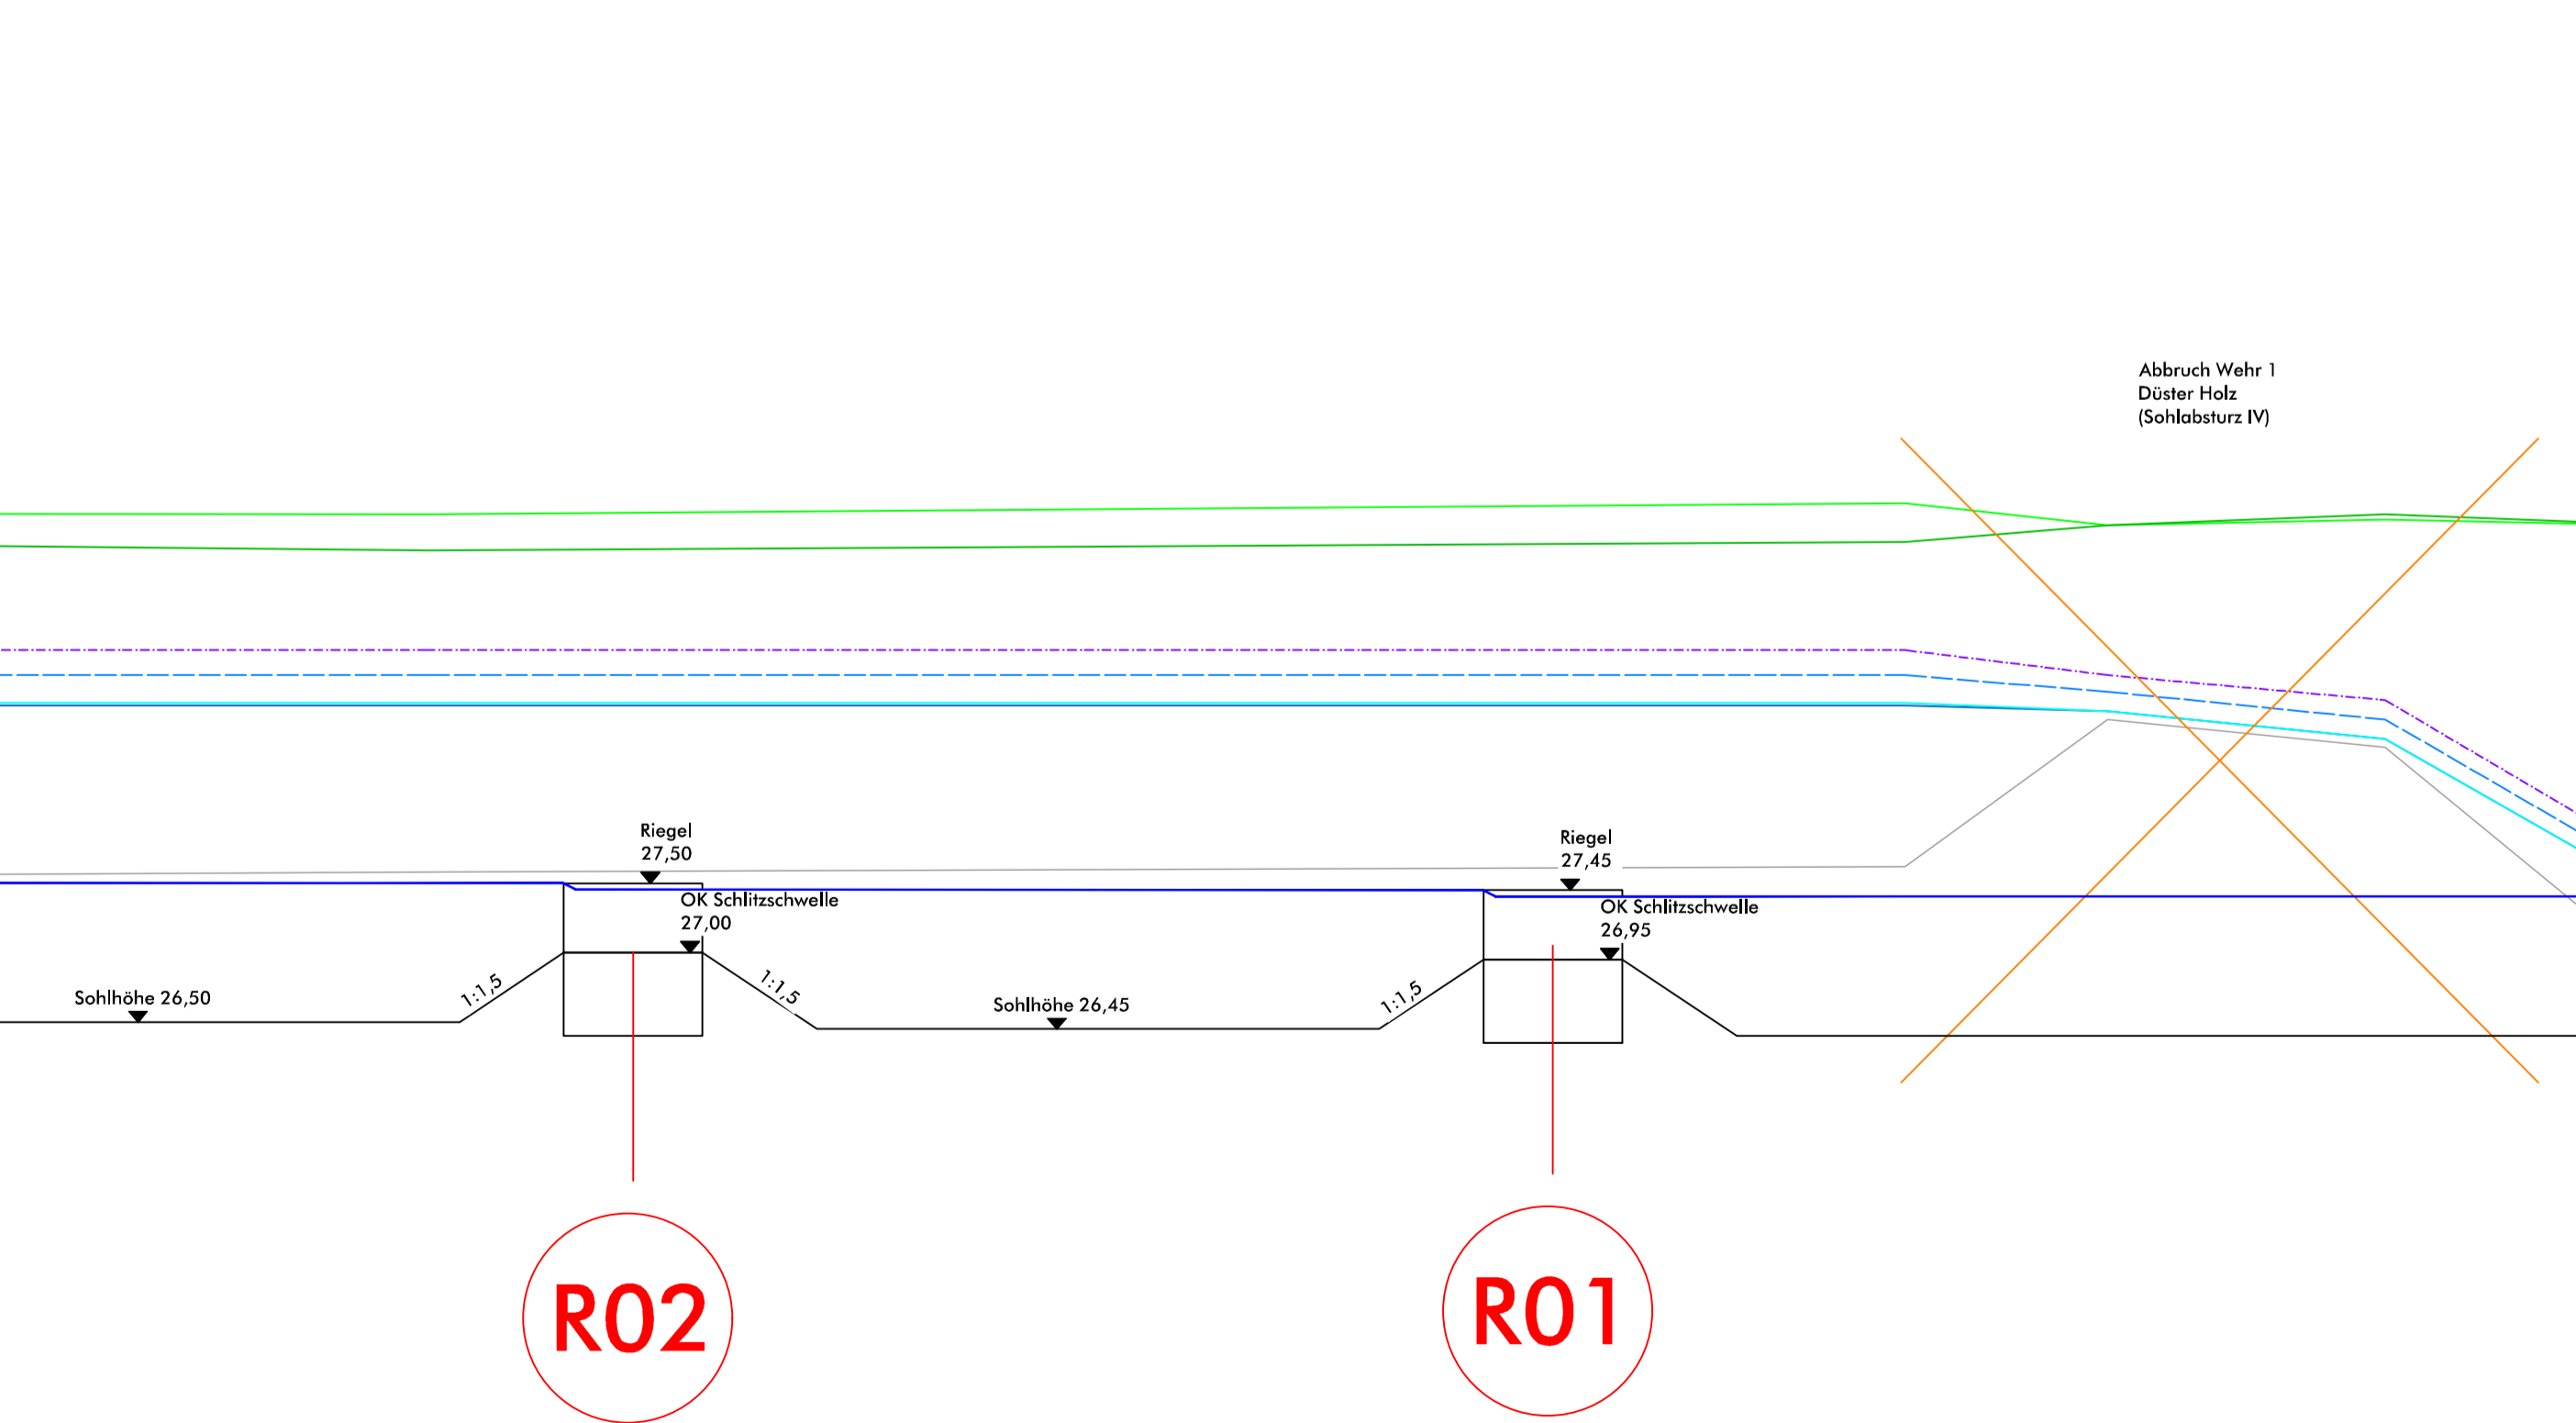 Abbruch Wehr 1
Düster Holz
(Sohlabsturz IV)
Riegel
27,50
OK Schlitzschwelle
27,00
Riegel
27,45
OK Schlitzschwelle
26,95
Sohlhöhe 26,50
1:1,5
1:1,5
Sohlhöhe 26,45
1:1,5
R02
R01